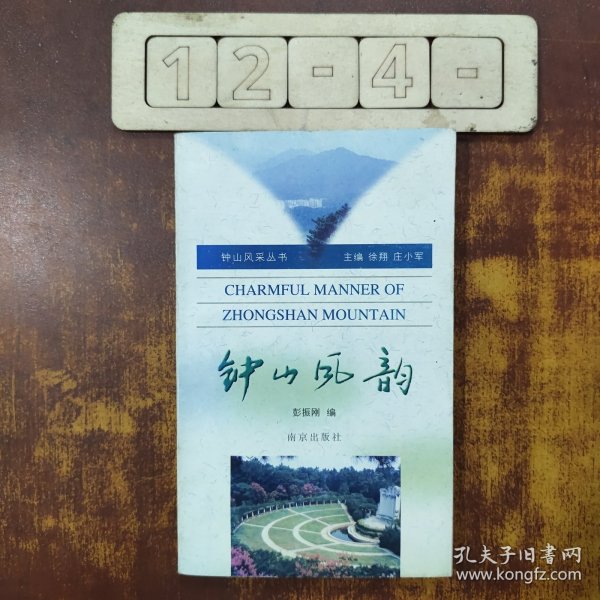 12-4-
钟山风采丛书 主编 徐翔 庄小军
CHARMFUL MANNER OF
ZHONGSHAN MOUNTAIN
钟山风韵
彭振刚 编
南京出版社
孔夫子旧书网
www.kongfz.com